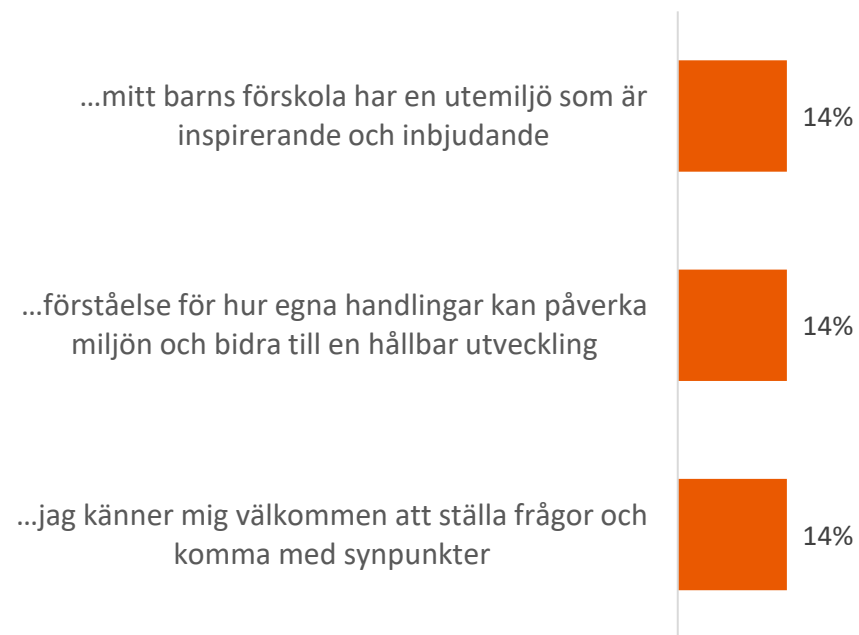 …mitt barns förskola har en utemiljö som är
inspirerande och inbjudande
14%
…förståelse för hur egna handlingar kan påverka
miljön och bidra till en hållbar utveckling
14%
…jag känner mig välkommen att ställa frågor och
komma med synpunkter
14%